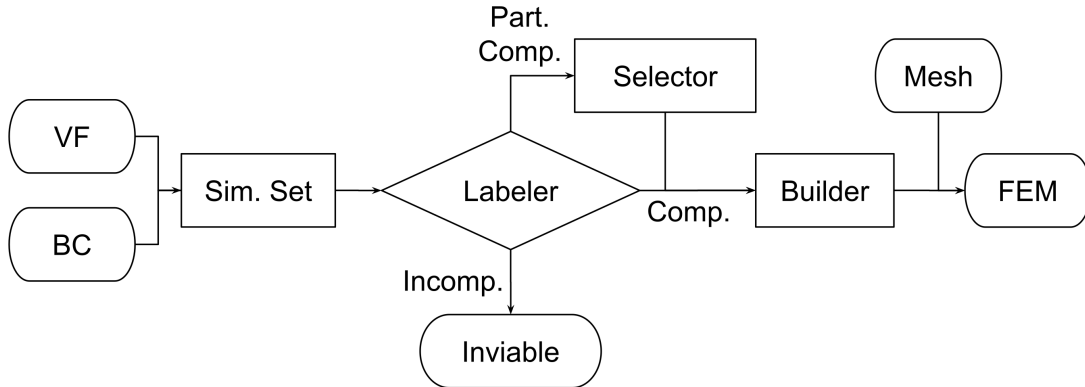 Part.
Comp.
Selector
Mesh
VF
Sim. Set
Labeler
Builder
FEM
Comp.
BC
Incomp.
Inviable